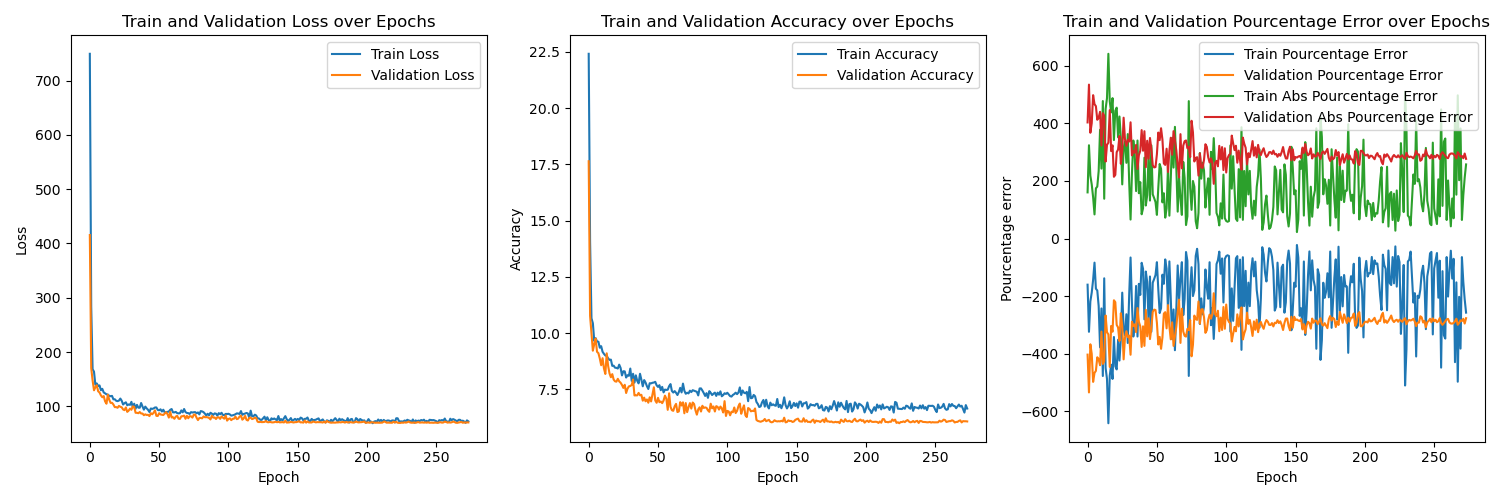 Train and Validation Loss over Epochs
Loss
700
600
500
400
300
200
100
0
50
100
150
200
250
Epoch
Train Loss
Validation Loss
Train and Validation Accuracy over Epochs
Accuracy
22.5
20.0
17.5
15.0
12.5
10.0
7.5
0
50
100
150
200
250
Epoch
Train Accuracy
Validation Accuracy
Train and Validation Pourcentage Error over Epochs
Pourcentage error
600
400
200
0
−200
−400
−600
0
50
100
150
200
250
Epoch
Train Pourcentage Error
Validation Pourcentage Error
Train Abs Pourcentage Error
Validation Abs Pourcentage Error